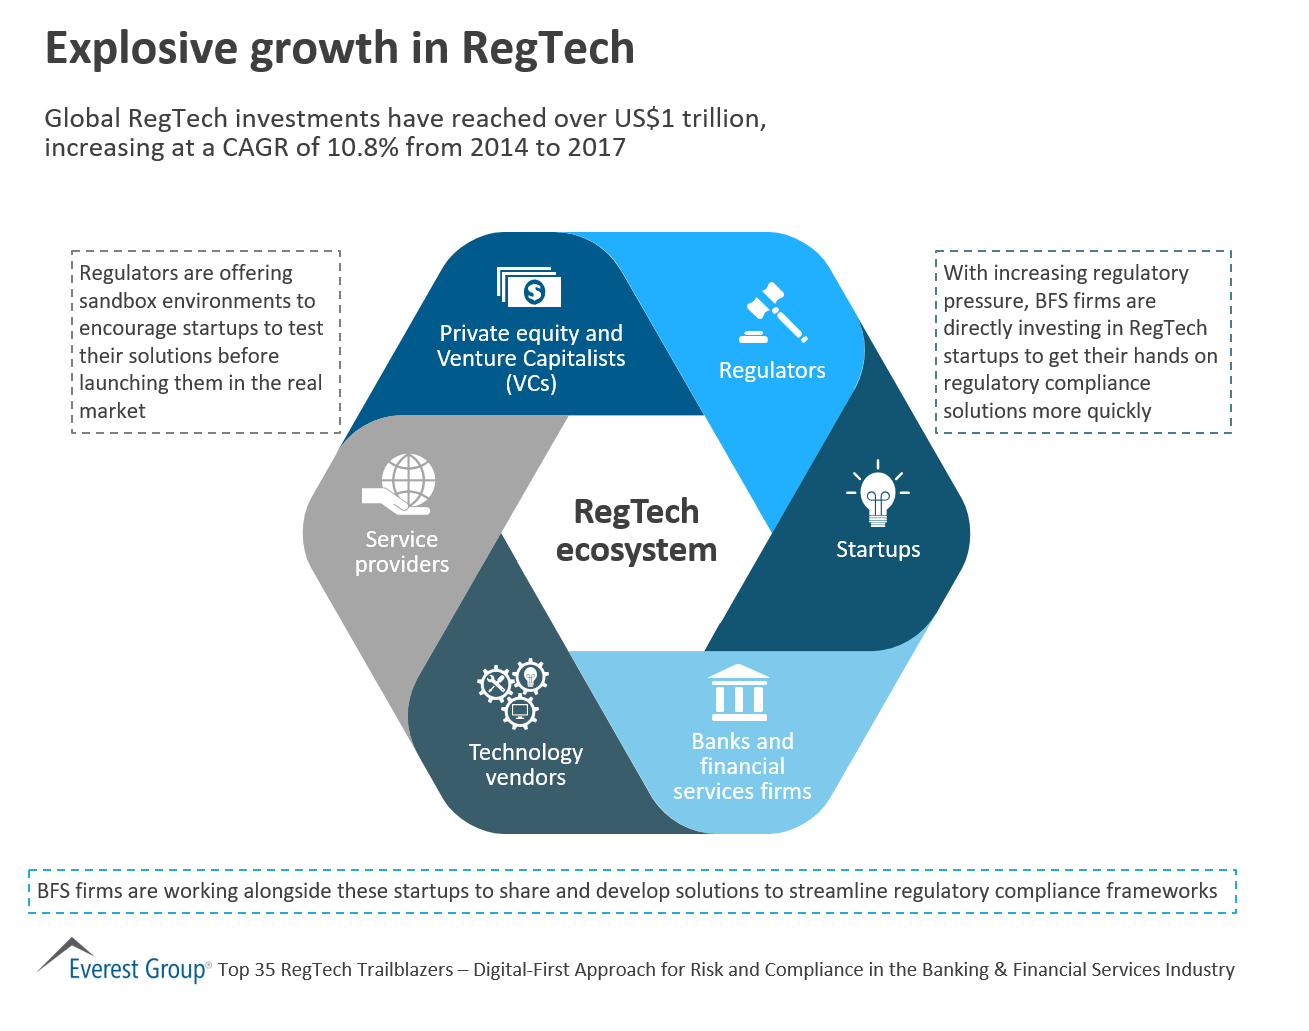 Explosive growth in RegTech
Global RegTech investments have reached over US$1 trillion,
increasing at a CAGR of 10.8% from 2014 to 2017
Regulators are offering
sandbox environments to
encourage startups to test
their solutions before
launching them in the real
market
With increasing regulatory
pressure, BFS firms are
directly investing in RegTech
startups to get their hands on
regulatory compliance
solutions more quickly
Private equity and
Venture Capitalists
(VCs)
Regulators
Service
providers
RegTech
ecosystem
Startups
Technology
vendors
Banks and
financial
services firms
BFS firms are working alongside these startups to share and develop solutions to streamline regulatory compliance frameworks
Everest Group® Top 35 RegTech Trailblazers – Digital-First Approach for Risk and Compliance in the Banking & Financial Services Industry